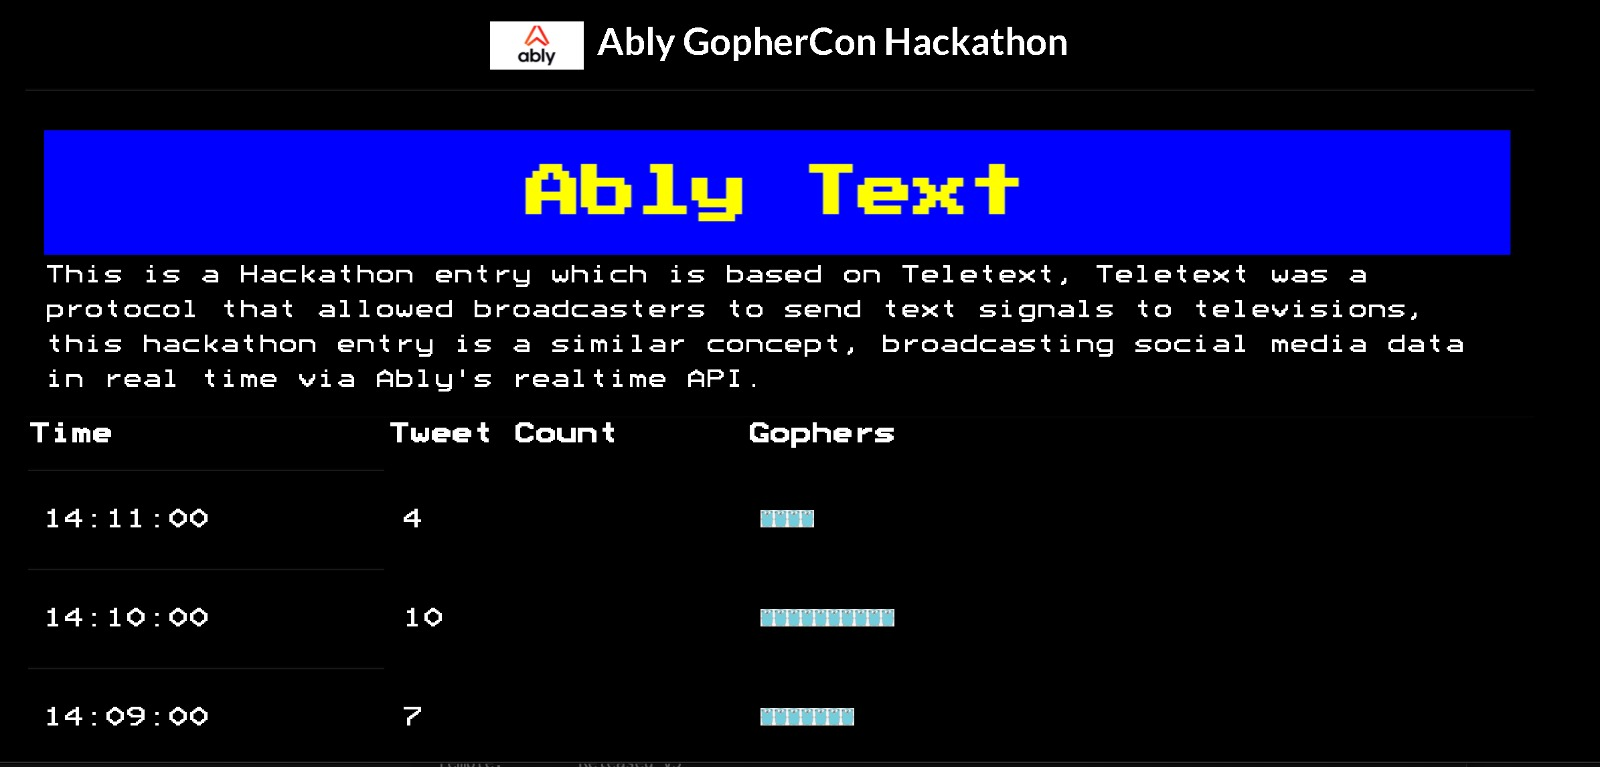 ably Ably GopherCon Hackathon
Ably Text
This is a Hackathon entry which is based on Teletext, Teletext was a
protocol that allowed broadcasters to send text signals to televisions,
this hackathon entry is a similar concept, broadcasting social media data
in real time via Ably's realtime API.
Time Tweet Count Gophers
14:11:00 4
14:10:00 10
14:09:00 7